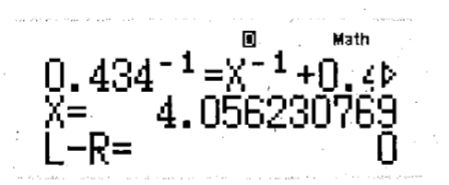 D Math
0.434⁻¹=X⁻¹+0.4▷
X= 4.056230769
L-R= 0